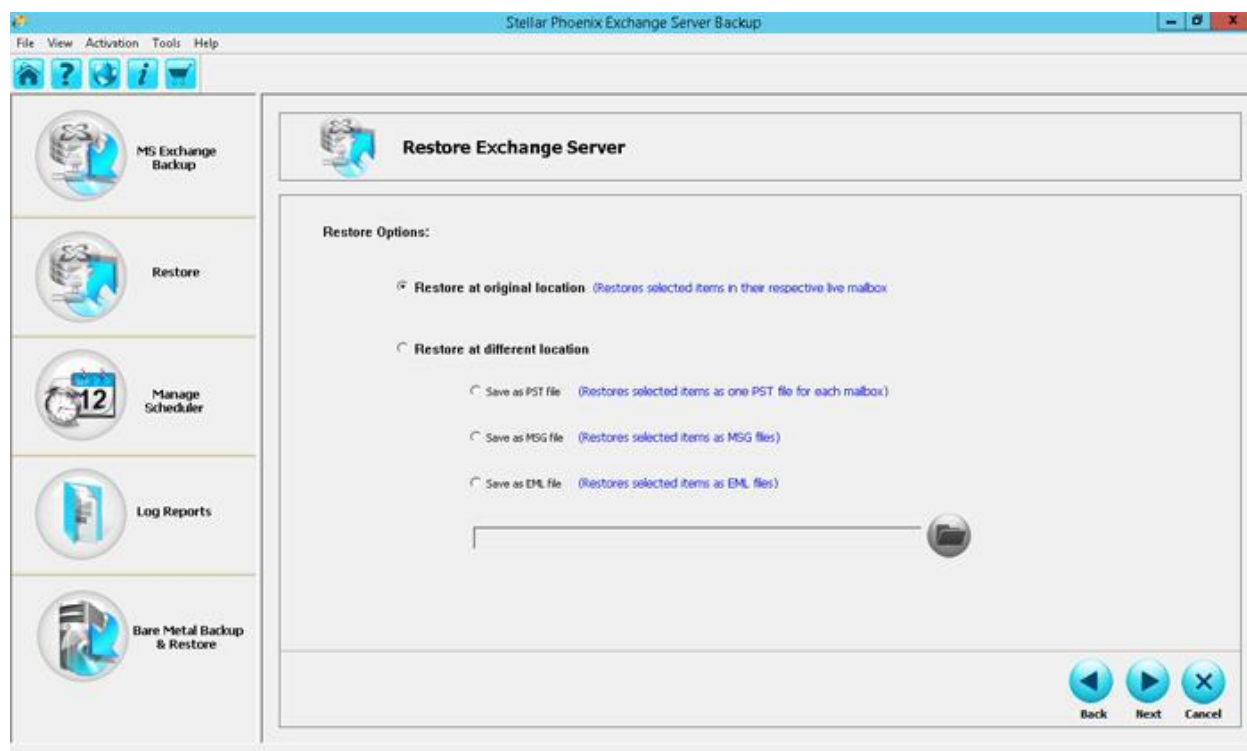 Stellar Phoenix Exchange Server Backup
File View Activation Tools Help
MS Exchange
Backup
Restore
Manage
Scheduler
12
Log Reports
Bare Metal Backup
& Restore
Restore Exchange Server
Restore Options:
Restore at original location (Restores selected items in their respective live mailbox
Restore at different location
Save as PST file (Restores selected items as one PST file for each mailbox)
Save as MSG file (Restores selected items as MSG files)
Save as EML file (Restores selected items as EML files)
Back Next Cancel